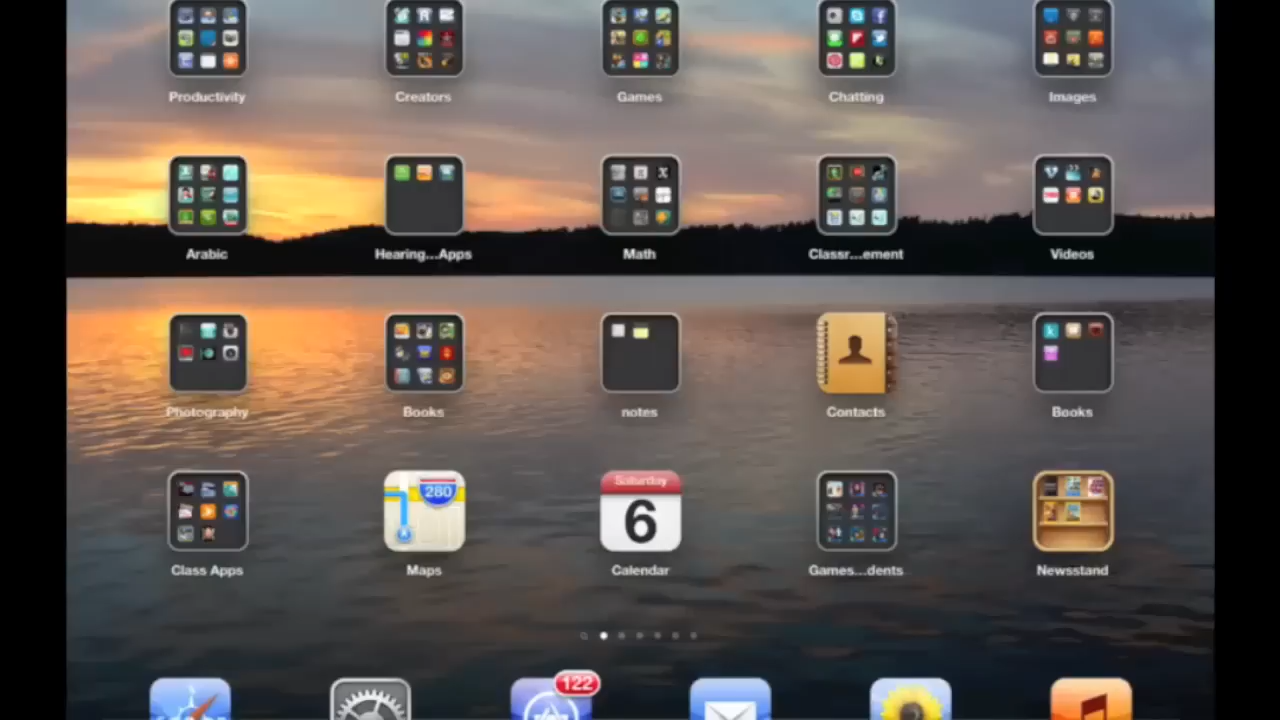 Productivity
Creators
Games
Chatting
Images
Arabic
Hearing...Apps
Math
Classr...ement
Videos
Photography
Books
notes
Contacts
Books
280
Saturday
6
Class Apps
Maps
Calendar
Games...dents
Newsstand
122